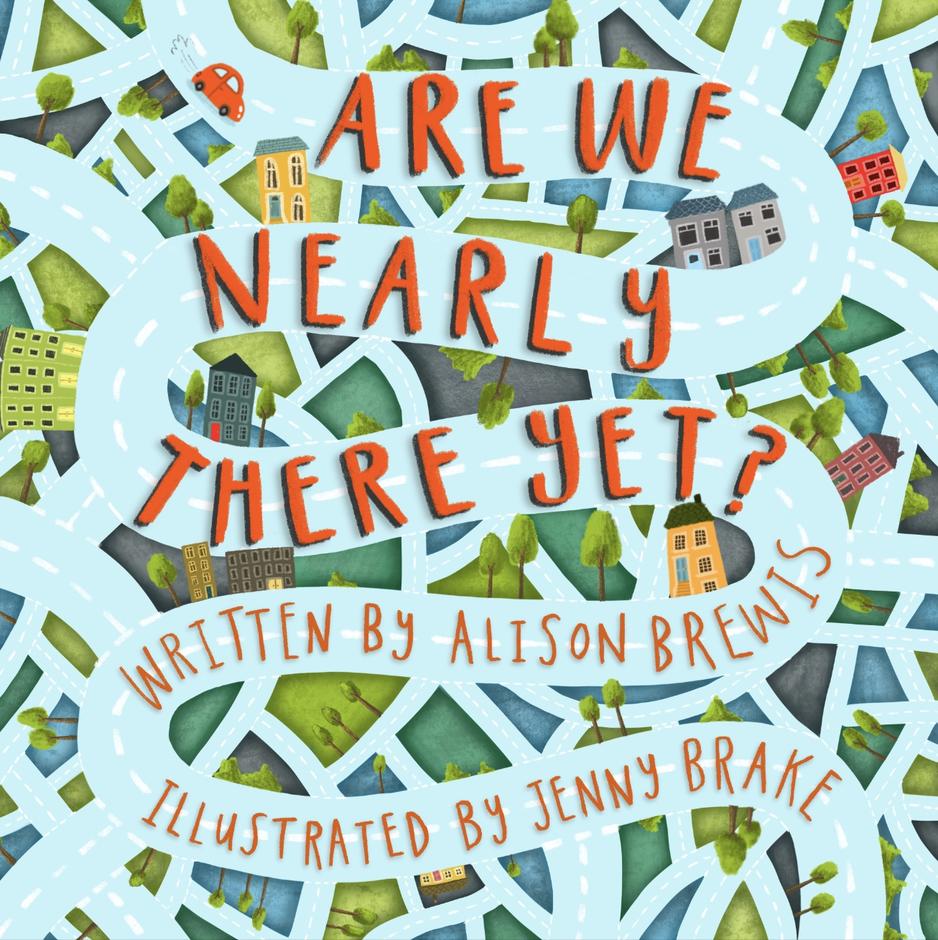 ARE WE
NEARLY
THERE YET?
WRITTEN BY ALISON BREWIS
ILLUSTRATED BY JENNY BRAKE